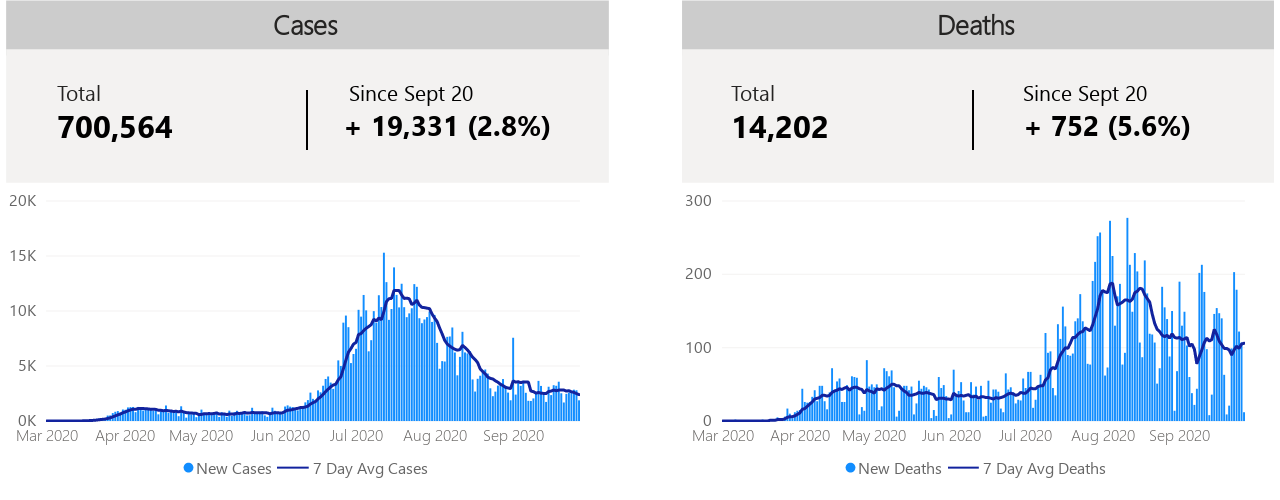 Cases
Total
700,564
Since Sept 20
+ 19,331 (2.8%)
20K
15K
10K
5K
0K
Mar 2020 Apr 2020 May 2020 Jun 2020 Jul 2020 Aug 2020 Sep 2020
New Cases 7 Day Avg Cases
Deaths
Total
14,202
Since Sept 20
+ 752 (5.6%)
300
200
100
0
Mar 2020 Apr 2020 May 2020 Jun 2020 Jul 2020 Aug 2020 Sep 2020
New Deaths 7 Day Avg Deaths